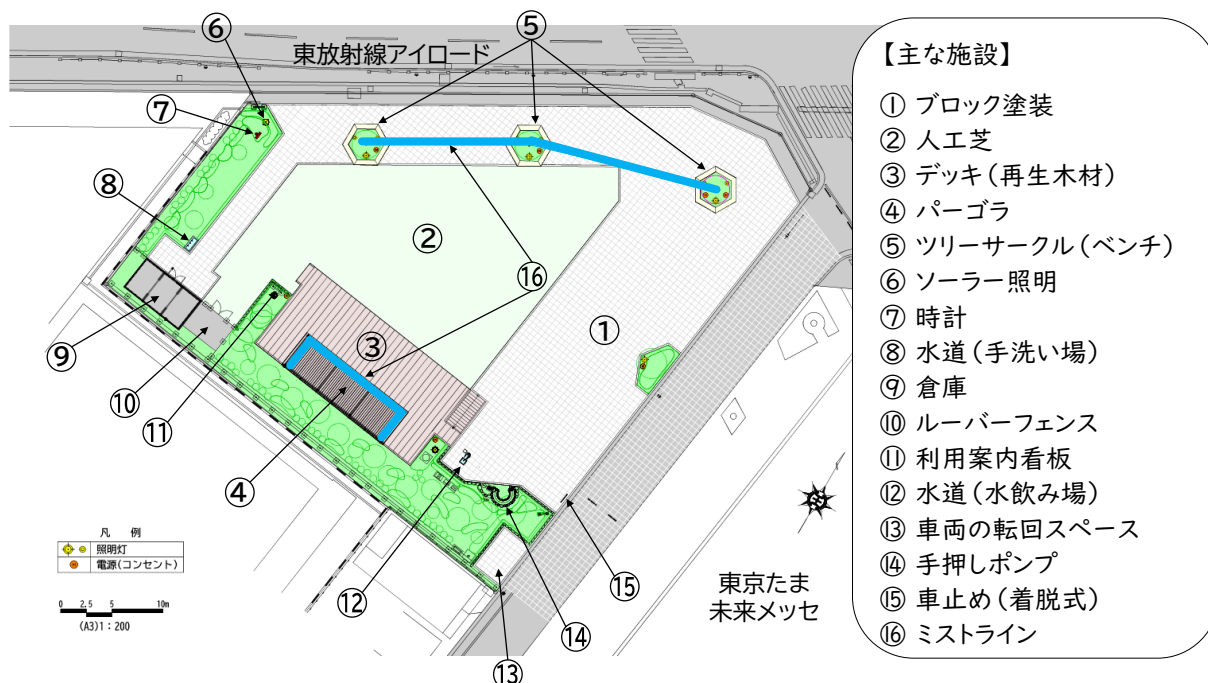 ⑥
⑤
東放射線アイロード
⑦
⑧
②
⑯
①
③
⑨
⑩
⑪
④
⑫
⑮
⑭
⑬
東京たま
未来メッセ
凡 例
照明灯
電源(コンセント)
0 2.5 5 10m
(A3)1:200
【主な施設】
① ブロック塗装
② 人工芝
③ デッキ(再生木材)
④ パーゴラ
⑤ ツリーサークル(ベンチ)
⑥ ソーラー照明
⑦ 時計
⑧ 水道(手洗い場)
⑨ 倉庫
⑩ ルーバーフェンス
⑪ 利用案内看板
⑫ 水道(水飲み場)
⑬ 車両の転回スペース
⑭ 手押しポンプ
⑮ 車止め(着脱式)
⑯ ミストライン